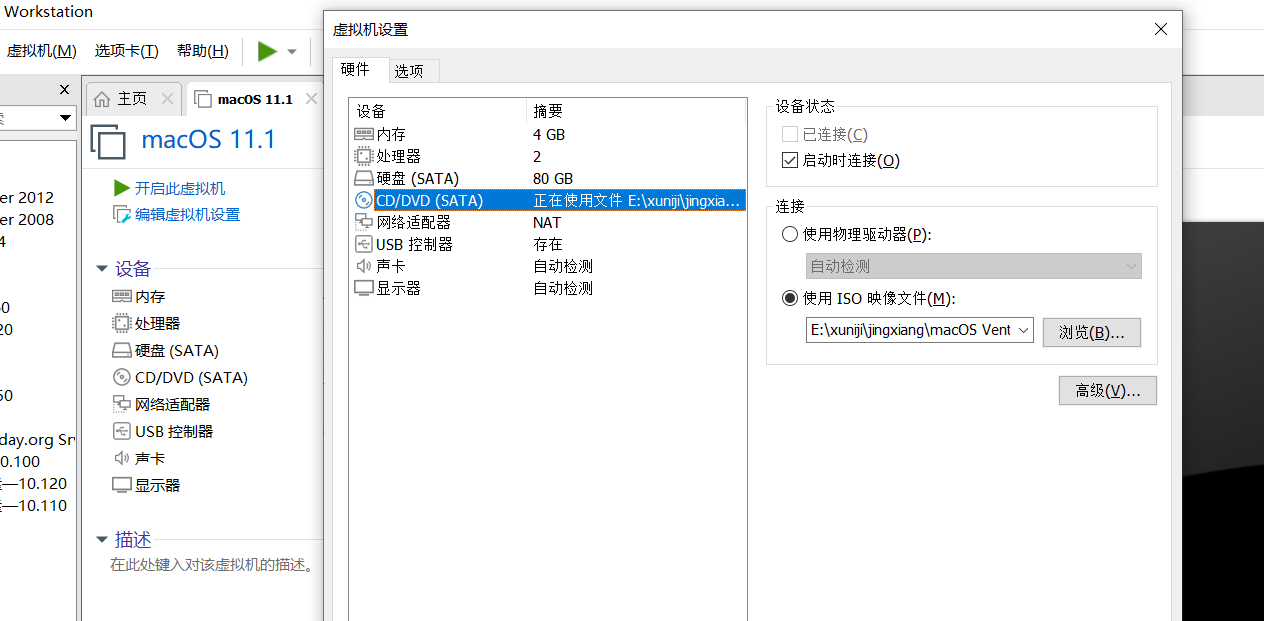 Workstation
虚拟机(M) 选项卡(T) 帮助(H)
主页
macOS 11.1
macOS 11.1
开启此虚拟机
编辑虚拟机设置
设备
内存
处理器
硬盘 (SATA)
CD/DVD (SATA)
网络适配器
USB 控制器
声卡
显示器
描述
在此处键入对该虚拟机的描述。
er 2012
er 2008
4
0
20
50
day.org Srv
0.100
—10.120
—10.110
虚拟机设置
硬件 选项
设备 摘要
内存 4 GB
处理器 2
硬盘 (SATA) 80 GB
CD/DVD (SATA) 正在使用文件 E:\xuniji\jingxia...
网络适配器 NAT
USB 控制器 存在
声卡 自动检测
显示器 自动检测
设备状态
已连接(C)
启动时连接(O)
连接
使用物理驱动器(P):
自动检测
使用 ISO 映像文件(M):
E:\xuniji\jingxiang\macOS Vent
浏览(B)...
高级(V)...